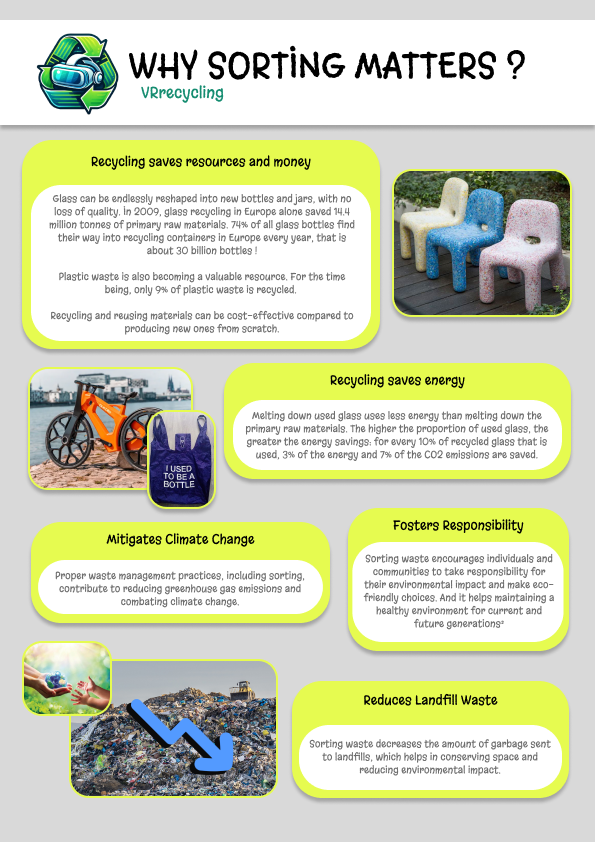 WHY SORTING MATTERS ?
VRrecycling
Recycling saves resources and money
Glass can be endlessly reshaped into new bottles and jars, with no
loss of quality. İn 2009, glass recycling in Europe alone saved 14.4
million tonnes of primary raw materials. 74% of all glass bottles find
their way into recycling containers in Europe every year, that is
about 30 billion bottles !
Plastic waste is also becoming a valuable resource. For the time
being, only 9% of plastic waste is recycled.
Recycling and reusing materials can be cost-effective compared to
producing new ones from scratch.
Recycling saves energy
Melting down used glass uses less energy than melting down the
primary raw materials. The higher the proportion of used glass, the
greater the energy savings: for every 10% of recycled glass that is
used, 3% of the energy and 7% of the CO2 emissions are saved.
I USED
TO BE A
BOTTLE
Mitigates Climate Change
Proper waste management practices, including sorting,
contribute to reducing greenhouse gas emissions and
combating climate change.
Fosters Responsibility
Sorting waste encourages individuals and
communities to take responsibility for
their environmental impact and make eco-
friendly choices. And it helps maintaining a
healthy environment for current and
future generations²
Reduces Landfill Waste
Sorting waste decreases the amount of garbage sent
to landfills, which helps in conserving space and
reducing environmental impact.